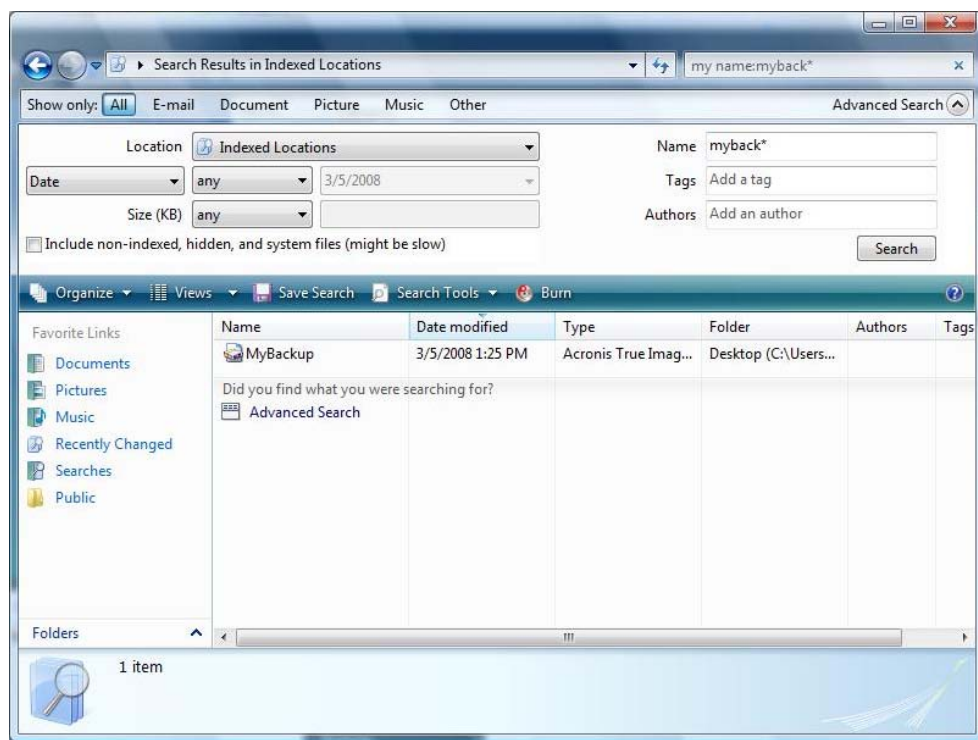 Search Results in Indexed Locations
my name:myback*
Show only: All E-mail Document Picture Music Other Advanced Search
Location Indexed Locations Name myback*
Date any 3/5/2008 Tags Add a tag
Size (KB) any Authors Add an author
Include non-indexed, hidden, and system files (might be slow) Search
Organize Views Save Search Search Tools Burn
Favorite Links
Documents
Pictures
Music
Recently Changed
Searches
Public
Folders
Name Date modified Type Folder Authors Tags
MyBackup 3/5/2008 1:25 PM Acronis True Imag... Desktop (C:\Users...
Did you find what you were searching for?
Advanced Search
1 item